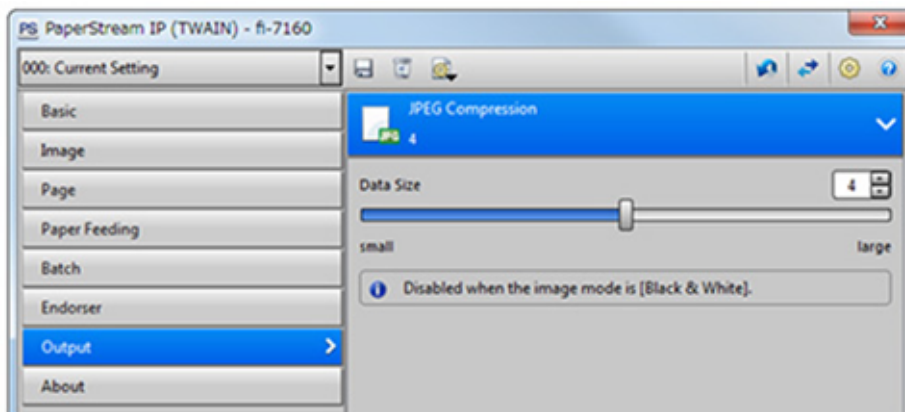 PS PaperStream IP (TWAIN) - fi-7160
000: Current Setting
Basic
Image
Page
Paper Feeding
Batch
Endorser
Output
About
JPEG Compression
JPG 4
Data Size 4
small large
Disabled when the image mode is [Black & White].